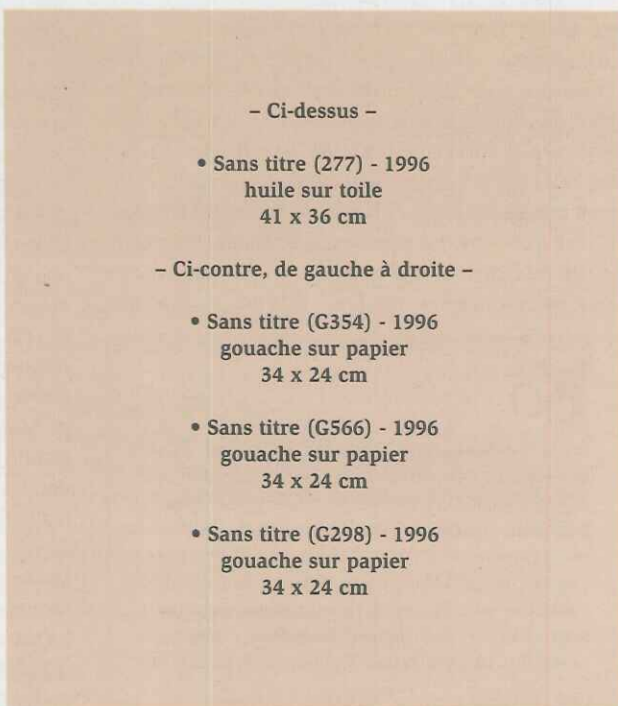 – Ci-dessus –
• Sans titre (277) - 1996
huile sur toile
41 x 36 cm
– Ci-contre, de gauche à droite –
• Sans titre (G354) - 1996
gouache sur papier
34 x 24 cm
• Sans titre (G566) - 1996
gouache sur papier
34 x 24 cm
• Sans titre (G298) - 1996
gouache sur papier
34 x 24 cm